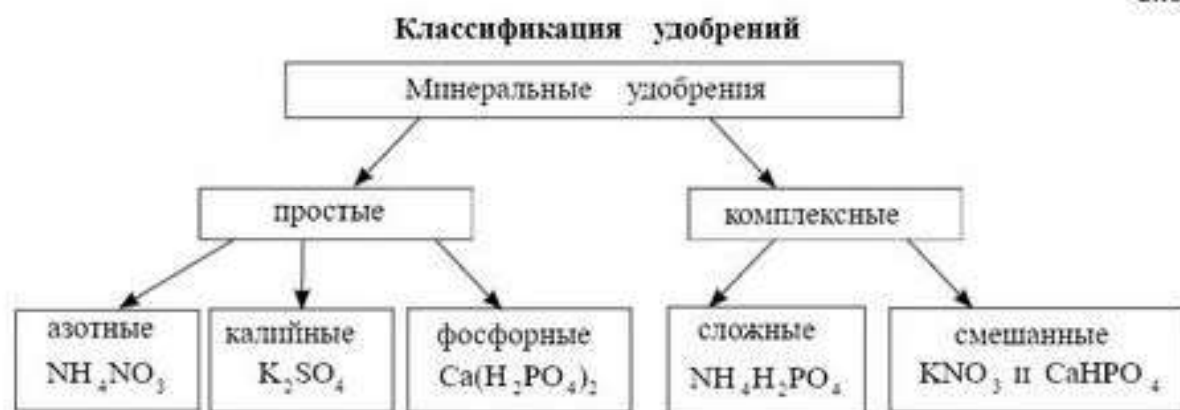 Классификация удобрений
Минеральные удобрения
простые
комплексные
азотные
NH₄NO₃
калийные
K₂SO₄
фосфорные
Ca(H₂PO₄)₂
сложные
NH₄H₂PO₄
смешанные
KNO₃ и CaHPO₄